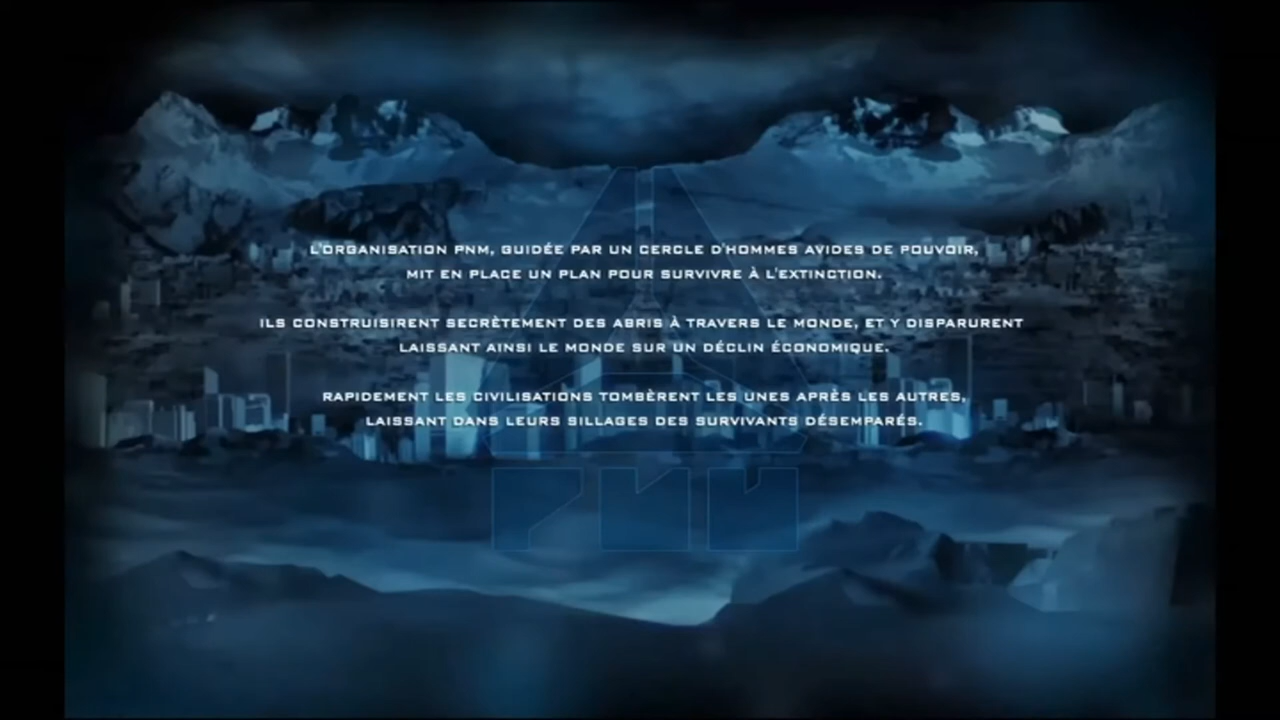 L'ORGANISATION PNM, GUIDÉE PAR UN CERCLE D'HOMMES AVIDES DE POUVOIR,
MIT EN PLACE UN PLAN POUR SURVIVRE À L'EXTINCTION.
ILS CONSTRUISIRENT SECRÈTEMENT DES ABRIS À TRAVERS LE MONDE, ET Y DISPARURENT
LAISSANT AINSI LE MONDE SUR UN DÉCLIN ÉCONOMIQUE.
RAPIDEMENT LES CIVILISATIONS TOMBÈRENT LES UNES APRÈS LES AUTRES,
LAISSANT DANS LEURS SILLAGES DES SURVIVANTS DÉSEMPARÉS.
PNM